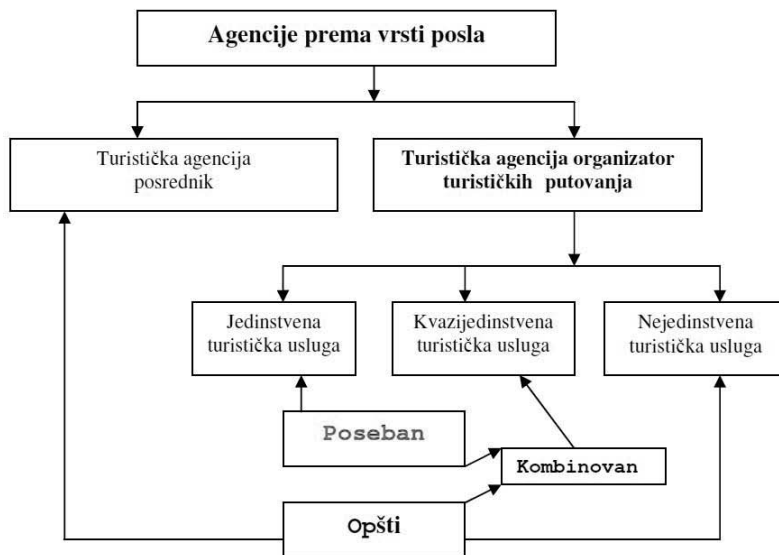 Agencije prema vrsti posla
Turistička agencija
posrednik
Turistička agencija organizator
turističkih putovanja
Jedinstvena
turistička usluga
Kvazijedinstvena
turistička usluga
Nejedinstvena
turistička usluga
Poseban
Kombinovan
Opšti